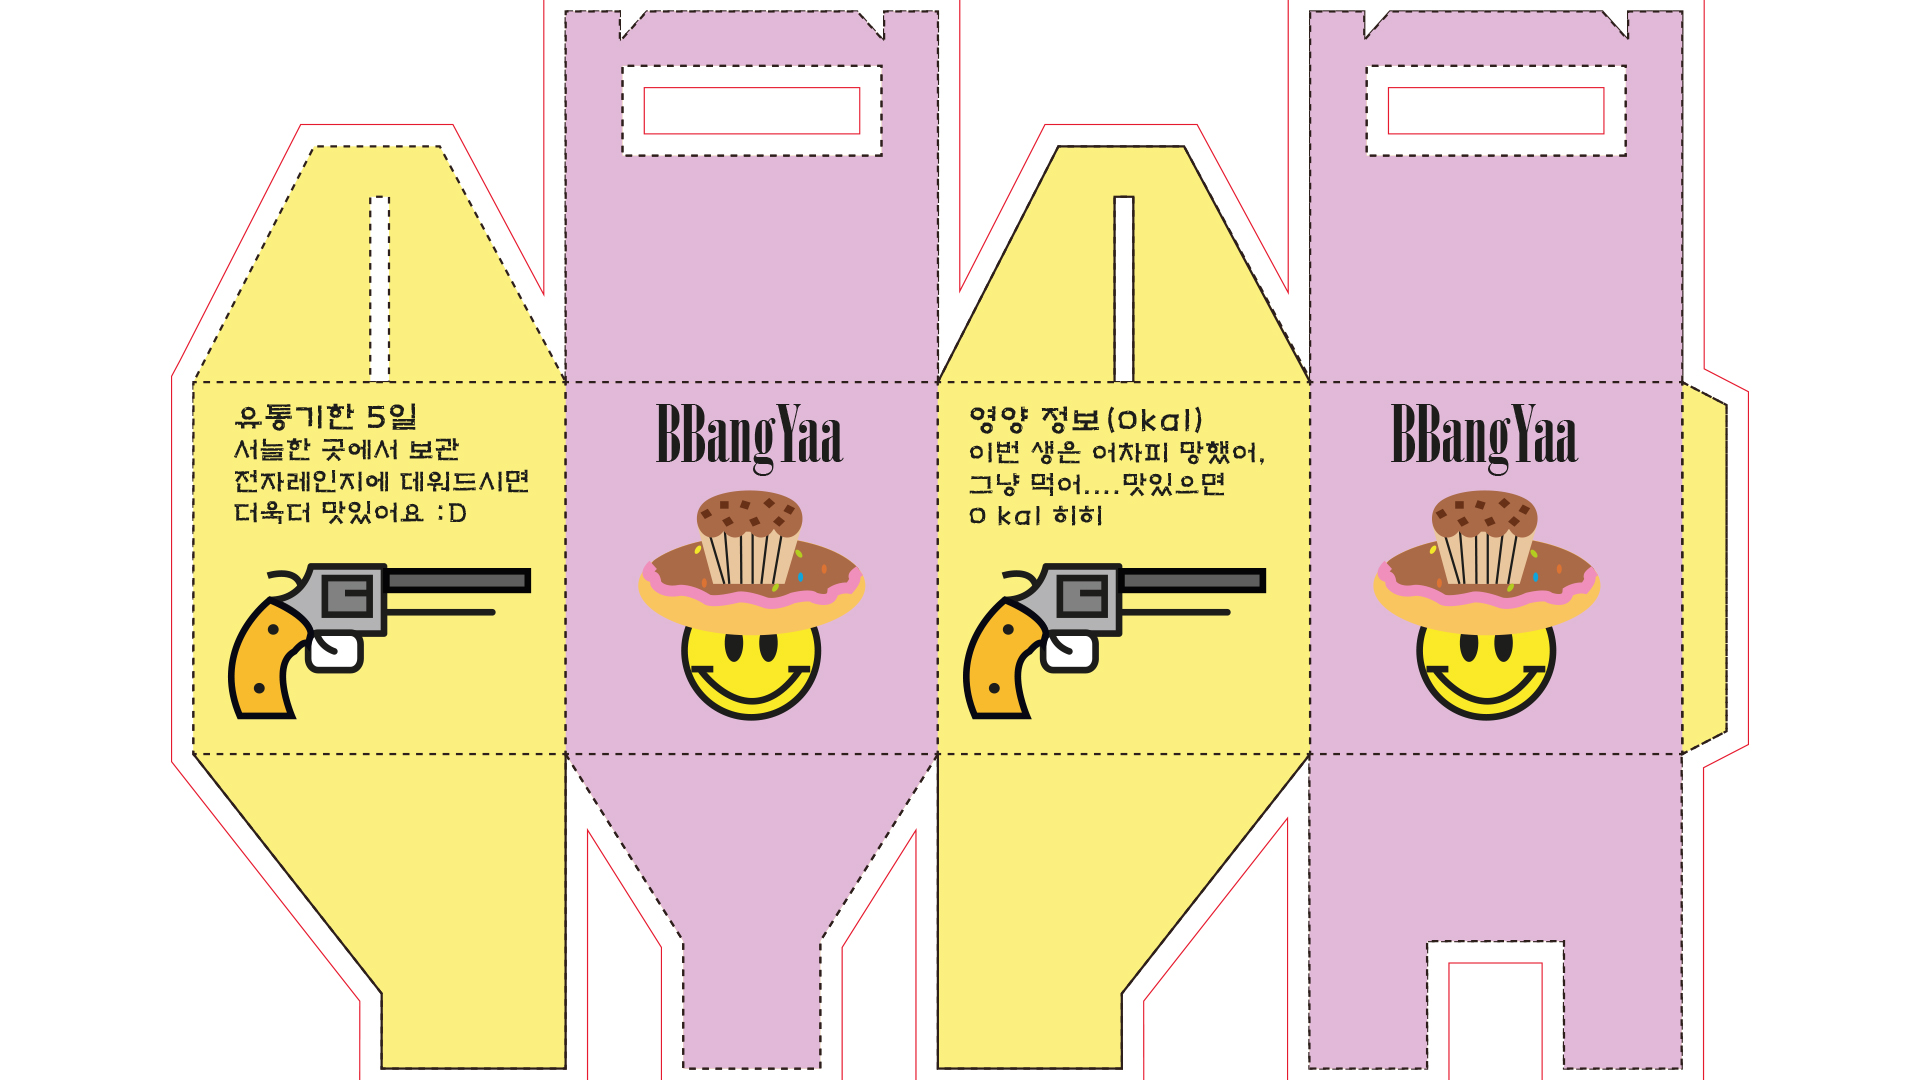 유통기한 5일
서늘한 곳에서 보관
전자레인지에 데워드시면
더욱더 맛있어요 :D
BBangYaa
영양 정보(0kal)
이번 생은 어차피 망했어,
그냥 먹어....맛있으면
0 kal 히히
BBangYaa